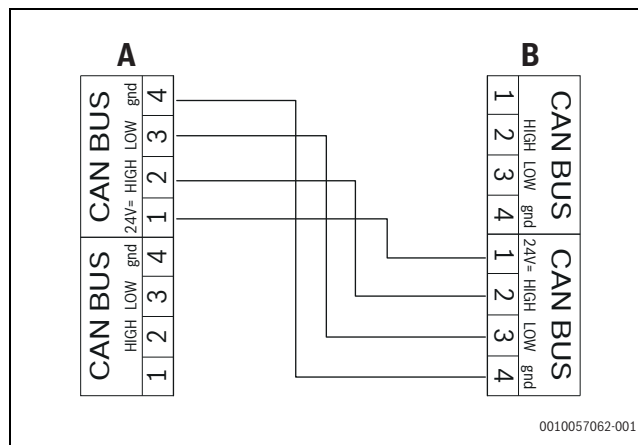 A
B
CAN BUS
gnd
LOW
HIGH
24V=
4
3
2
1
CAN BUS
gnd
LOW
HIGH
4
3
2
1
1
2
3
4
HIGH
LOW
gnd
CAN BUS
1
2
3
4
24V=
HIGH
LOW
gnd
CAN BUS
0010057062-001